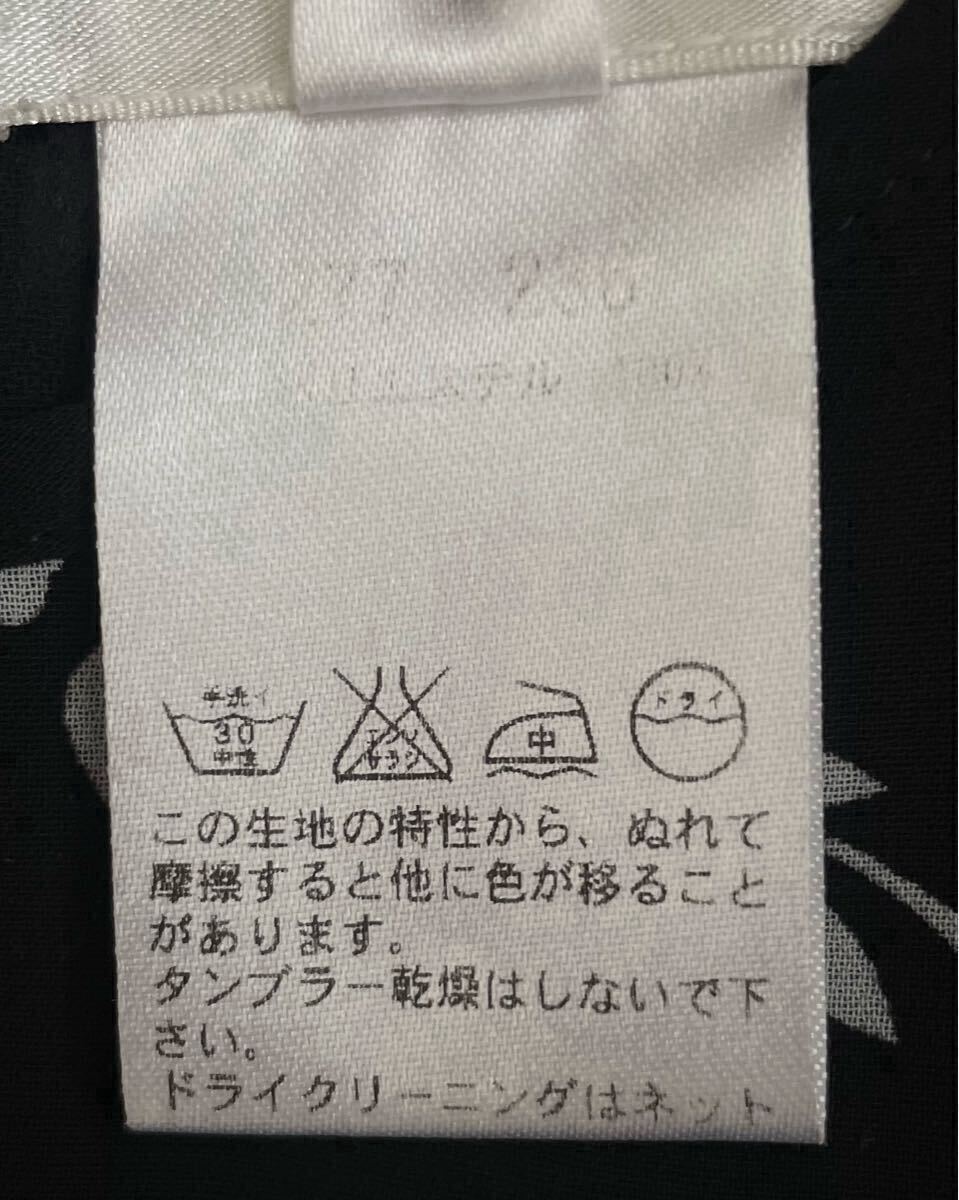 手洗イ
30
中性
エンソ
サラシ
中
ドライ
この生地の特性から、ぬれて
摩擦すると他に色が移ること
があります。
タンブラー乾燥はしないで下
さい。
ドライクリーニングはネット